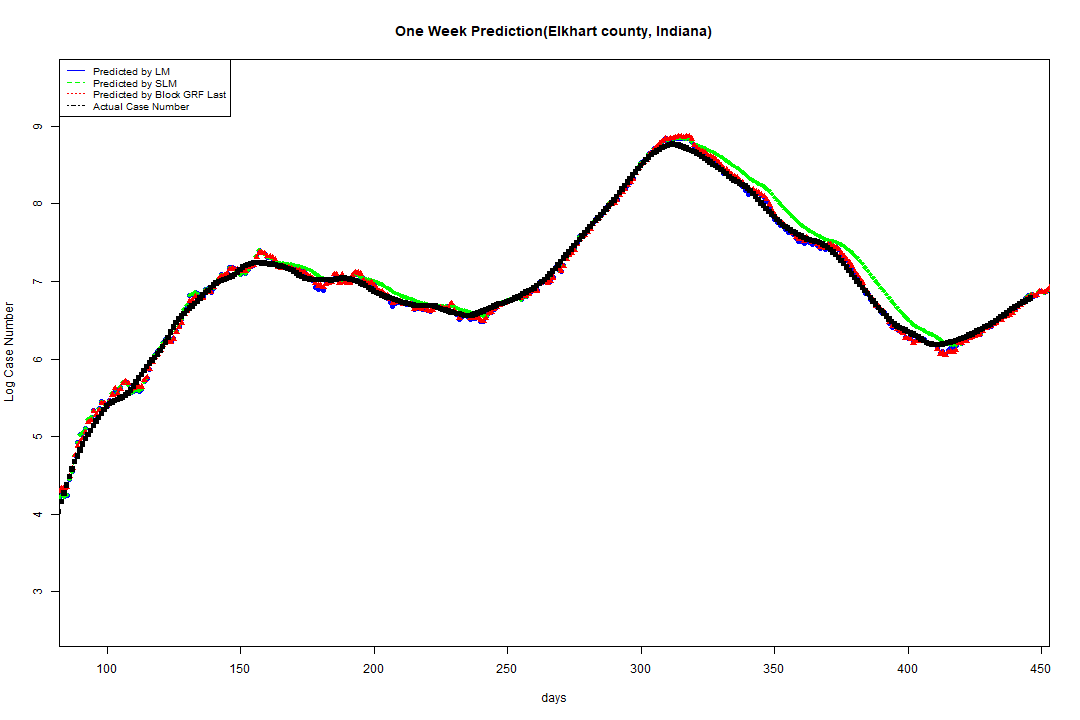 One Week Prediction(Elkhart county, Indiana)
Predicted by LM
Predicted by SLM
Predicted by Block GRF Last
Actual Case Number
9
8
7
6
5
4
3
Log Case Number
100 150 200 250 300 350 400 450
days